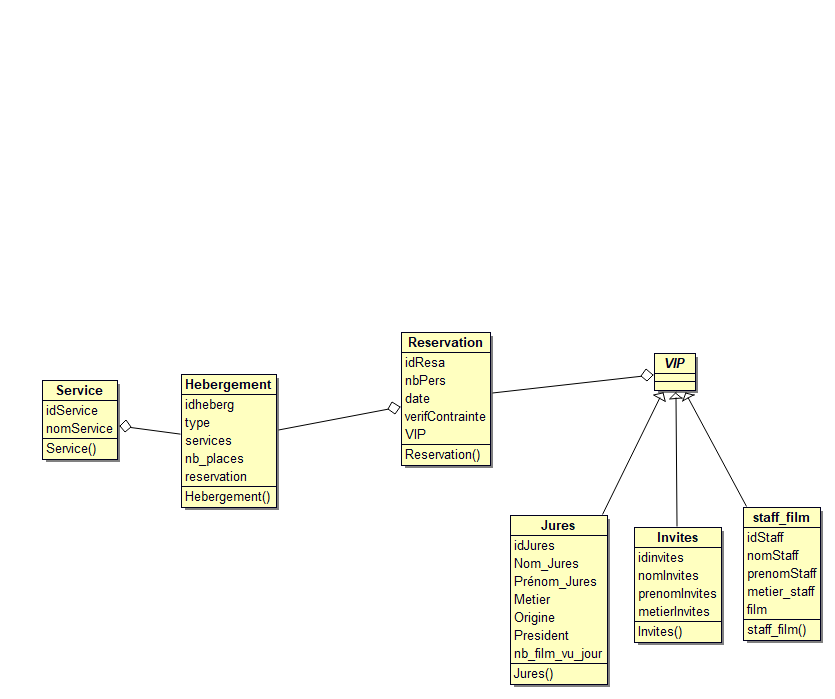 Service
idService
nomService
Service()
Hebergement
idheberg
type
services
nb_places
reservation
Hebergement()
Reservation
idResa
nbPers
date
verifContrainte
VIP
Reservation()
VIP
Jures
idJures
Nom_Jures
Prénom_Jures
Metier
Origine
President
nb_film_vu_jour
Jures()
Invites
idinvites
nomInvites
prenomInvites
metierInvites
Invites()
staff_film
idStaff
nomStaff
prenomStaff
metier_staff
film
staff_film()